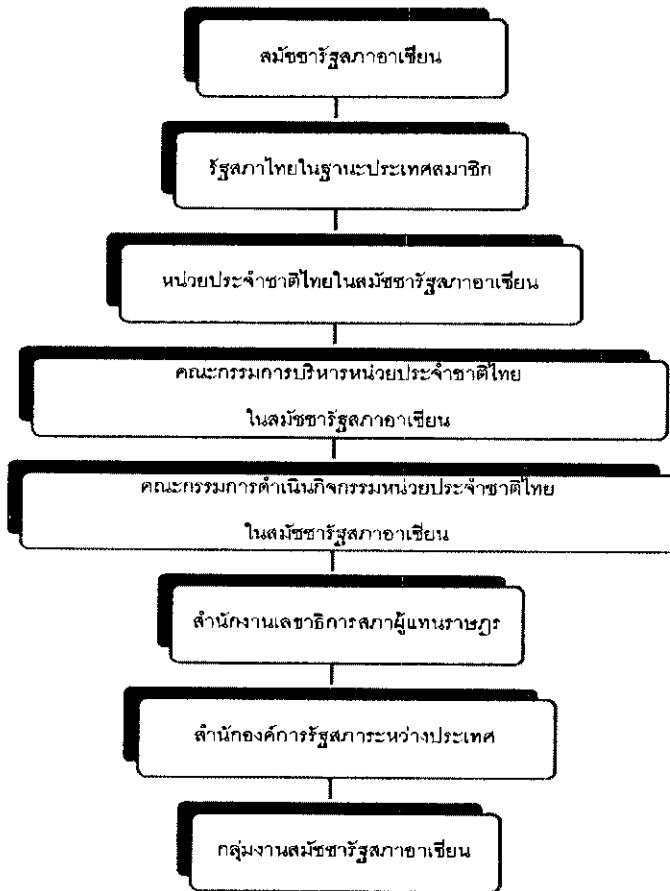 สมัชชารัฐสภาอาเซียน
รัฐสภาไทยในฐานะประเทศสมาชิก
หน่วยประจำชาติไทยในสมัชชารัฐสภาอาเซียน
คณะกรรมการบริหารหน่วยประจำชาติไทย
ในสมัชชารัฐสภาอาเซียน
คณะกรรมการดำเนินกิจกรรมหน่วยประจำชาติไทย
ในสมัชชารัฐสภาอาเซียน
สำนักงานเลขาธิการสภาผู้แทนราษฎร
สำนักองค์การรัฐสภาระหว่างประเทศ
กลุ่มงานสมัชชารัฐสภาอาเซียน